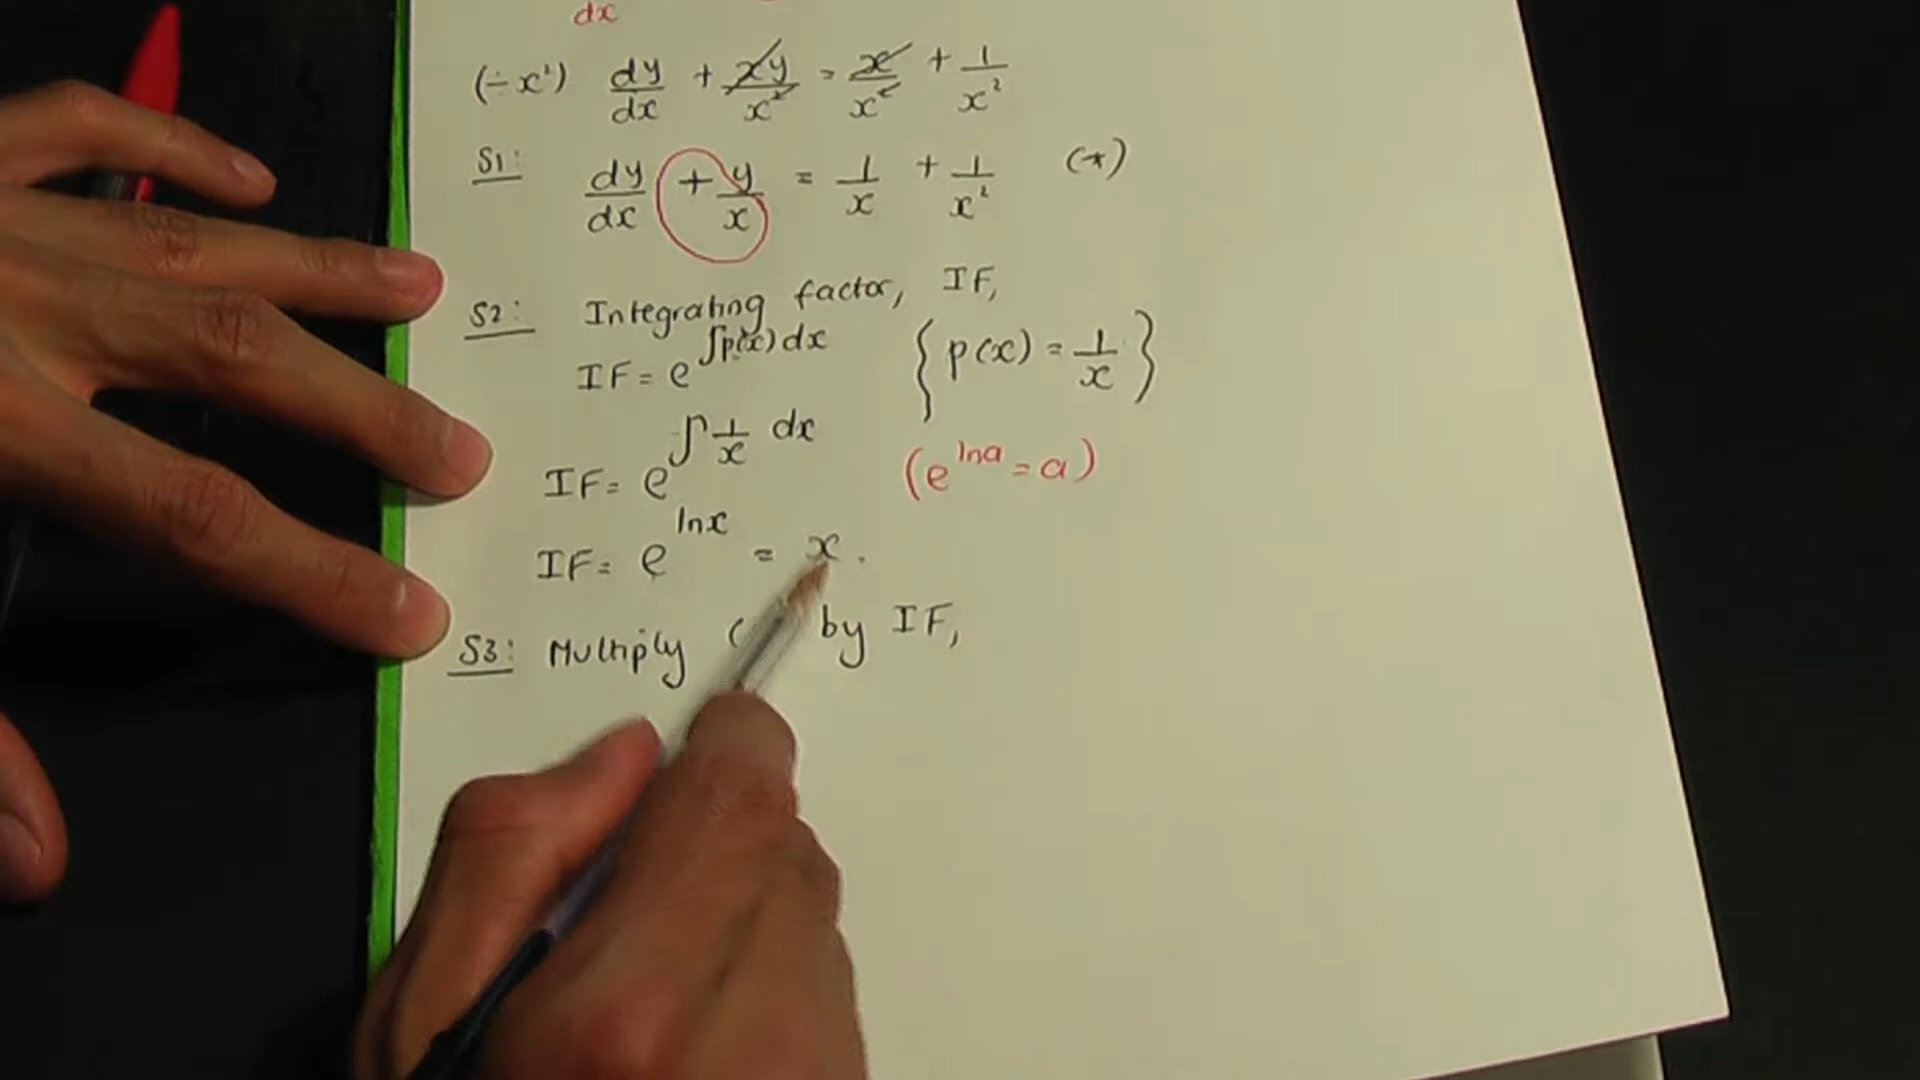 dx
(÷x²) dy/dx + xy/x² = x/x² + 1/x²
S1: dy/dx + y/x = 1/x + 1/x² (*)
S2: Integrating factor, IF,
IF = e^∫p(x)dx { p(x) = 1/x }
IF = e^∫1/x dx (e^lna = a)
IF = e^lnx = x.
S3: Multiply ( by IF,